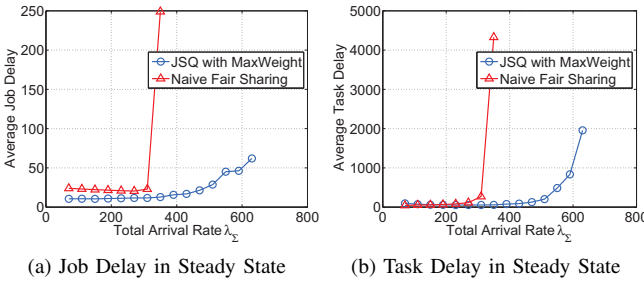 250
200
150
100
50
0
Average Job Delay
JSQ with MaxWeight
Naive Fair Sharing
0 200 400 600 800
Total Arrival Rate λΣ
(a) Job Delay in Steady State
5000
4000
3000
2000
1000
0
Average Task Delay
JSQ with MaxWeight
Naive Fair Sharing
0 200 400 600 800
Total Arrival Rate λΣ
(b) Task Delay in Steady State